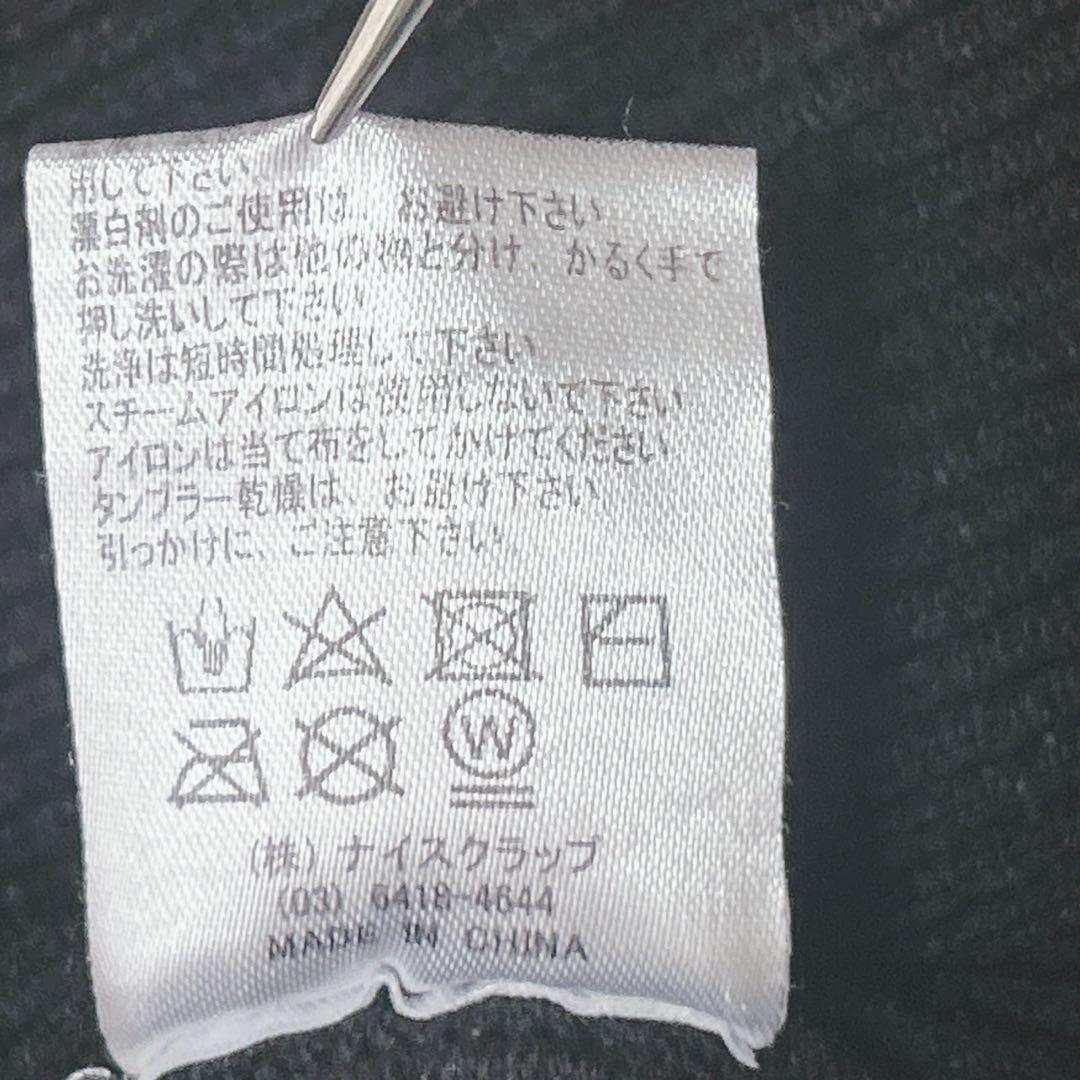 用して下さい。
漂白剤のご使用は、お避け下さい
お洗濯の際は他の物と分け、かるく手で
押し洗いして下さい
洗浄は短時間処理して下さい
スチームアイロンは使用しないで下さい
アイロンは当て布をしてかけてください
タンブラー乾燥は、お避け下さい
引っかけに、ご注意下さい。
W
(株) ナイスクラップ
(03) 6418-4644
MADE IN CHINA